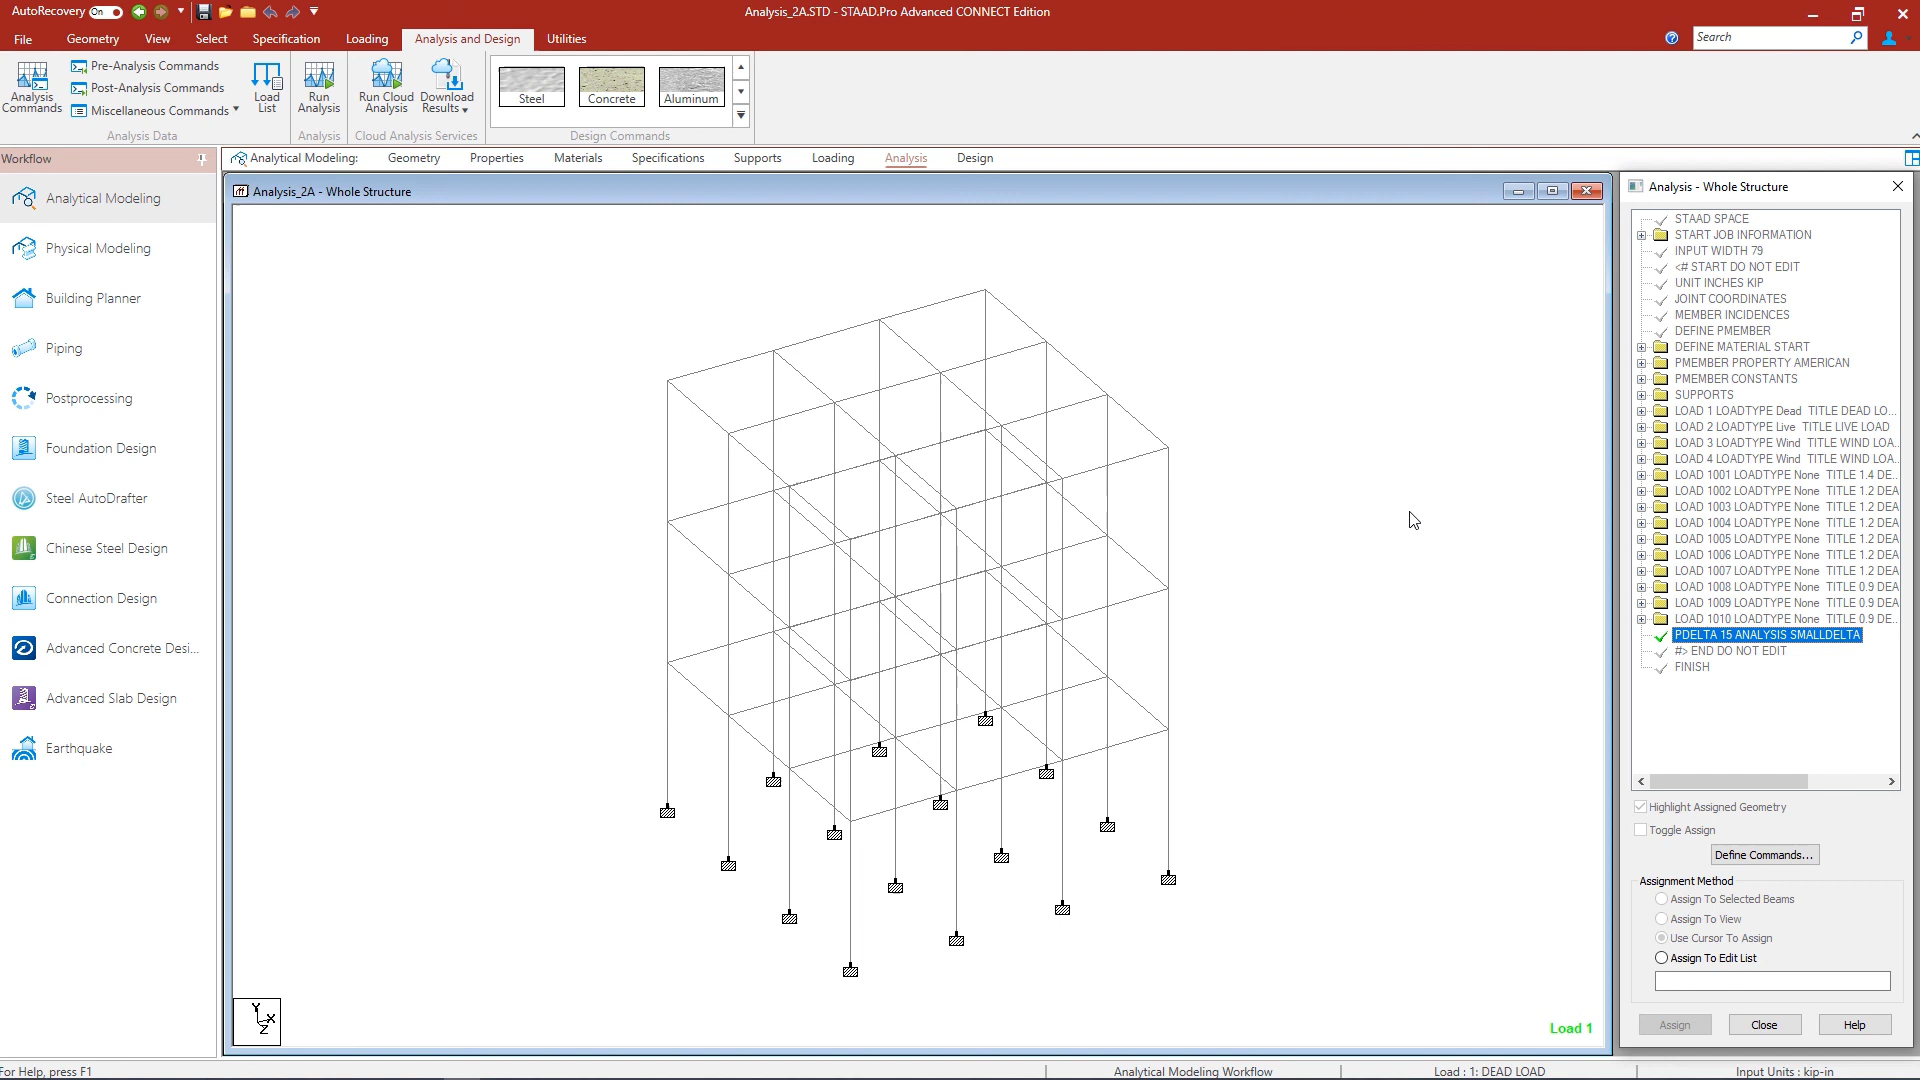 AutoRecovery On
Analysis_2A.STD - STAAD.Pro Advanced CONNECT Edition
File Geometry View Select Specification Loading Analysis and Design Utilities
Search
Analysis Commands
Pre-Analysis Commands
Post-Analysis Commands
Miscellaneous Commands
Load List
Run Analysis
Run Cloud Analysis
Download Results
Steel Concrete Aluminum
Analysis Data Analysis Cloud Analysis Services Design Commands
Workflow
Analytical Modeling: Geometry Properties Materials Specifications Supports Loading Analysis Design
Analytical Modeling
Physical Modeling
Building Planner
Piping
Postprocessing
Foundation Design
Steel AutoDrafter
Chinese Steel Design
Connection Design
Advanced Concrete Desi...
Advanced Slab Design
Earthquake
Analysis_2A - Whole Structure
Y
X
Z
Load 1
Analysis - Whole Structure
STAAD SPACE
START JOB INFORMATION
INPUT WIDTH 79
<# START DO NOT EDIT
UNIT INCHES KIP
JOINT COORDINATES
MEMBER INCIDENCES
DEFINE PMEMBER
DEFINE MATERIAL START
PMEMBER PROPERTY AMERICAN
PMEMBER CONSTANTS
SUPPORTS
LOAD 1 LOADTYPE Dead TITLE DEAD LO...
LOAD 2 LOADTYPE Live TITLE LIVE LOAD
LOAD 3 LOADTYPE Wind TITLE WIND LOA...
LOAD 4 LOADTYPE Wind TITLE WIND LOA...
LOAD 1001 LOADTYPE None TITLE 1.4 DE...
LOAD 1002 LOADTYPE None TITLE 1.2 DEA
LOAD 1003 LOADTYPE None TITLE 1.2 DEA
LOAD 1004 LOADTYPE None TITLE 1.2 DEA
LOAD 1005 LOADTYPE None TITLE 1.2 DEA
LOAD 1006 LOADTYPE None TITLE 1.2 DEA
LOAD 1007 LOADTYPE None TITLE 1.2 DEA
LOAD 1008 LOADTYPE None TITLE 0.9 DEA
LOAD 1009 LOADTYPE None TITLE 0.9 DEA
LOAD 1010 LOADTYPE None TITLE 0.9 DE...
PDELTA 15 ANALYSIS SMALLDELTA
#> END DO NOT EDIT
FINISH
Highlight Assigned Geometry
Toggle Assign
Define Commands...
Assignment Method
Assign To Selected Beams
Assign To View
Use Cursor To Assign
Assign To Edit List
Assign Close Help
For Help, press F1
Analytical Modeling Workflow
Load : 1: DEAD LOAD
Input Units : kip-in